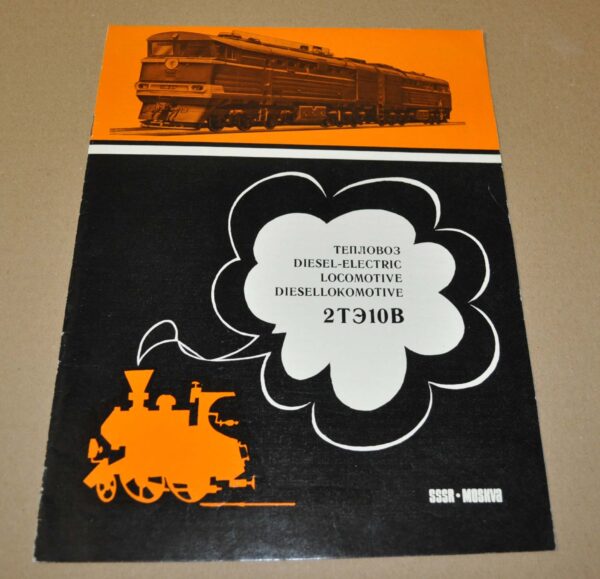 ТЕПЛОВОЗ
DIESEL-ELECTRIC
LOCOMOTIVE
DIESELLOKOMOTIVE
2ТЭ10В
SSSR • MOSKVA